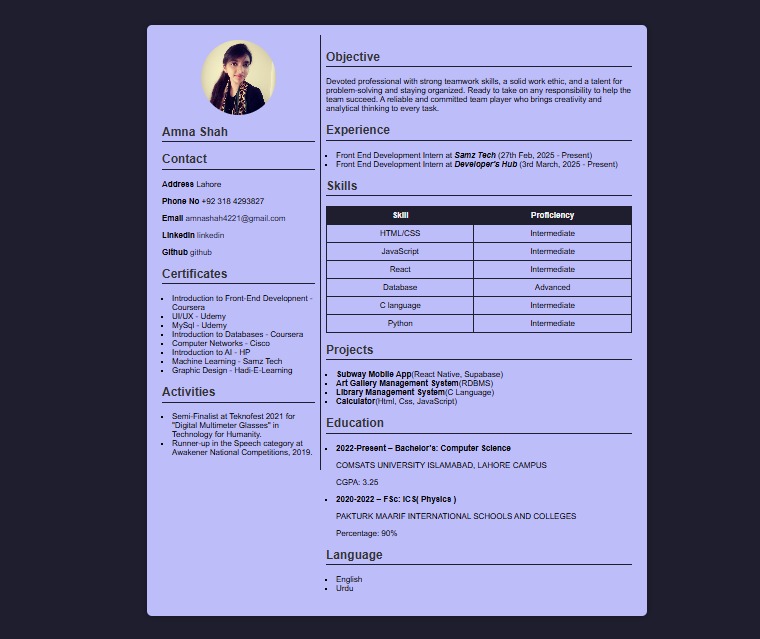 Amna Shah
Contact
Address Lahore
Phone No +92 318 4293827
Email amnashah4221@gmail.com
Linkedin linkedin
Github github
Certificates
Introduction to Front-End Developnent -
Coursera
UI/UX - Udemy
MySql - Udemy
Introduction to Databases - Coursera
Computer Networks - Cisco
Introduction to AI - HP
Machine Learning - Samz Tech
Graphic Design - Hadi-E-Learning
Activities
Semi-Finalist at Teknofest 2021 for
"Digital Multimeter Glasses" in
Technology for Humanity.
Runner-up in the Speech category at
Awakener National Competitions, 2019.
Objective
Devoted professional with strong teamwork skills, a solid work ethic, and a talent for
problem-solving and staying organized. Ready to take on any responsibility to help the
team succeed. A reliable and committed team player who brings creativity and
analytical thinking to every task.
Experience
Front End Development Intern at Samz Tech (27th Feb, 2025 - Present)
Front End Development Intern at Developer's Hub (3rd March, 2025 - Present)
Skills
Skill Proficiency
HTML/CSS Intermediate
JavaScript Intermediate
React Intermediate
Database Advanced
C language Intermediate
Python Intermediate
Projects
Subway Mobile App(React Native, Supabase)
Art Gallery Management System(RDBMS)
Library Management System(C Language)
Calculator(Html, Css, JavaScript)
Education
2022-Present – Bachelor's: Computer Science
COMSATS UNIVERSITY ISLAMABAD, LAHORE CAMPUS
CGPA: 3.25
2020-2022 – FSc: ICS( Physics )
PAKTURK MAARIF INTERNATIONAL SCHOOLS AND COLLEGES
Percentage: 90%
Language
English
Urdu